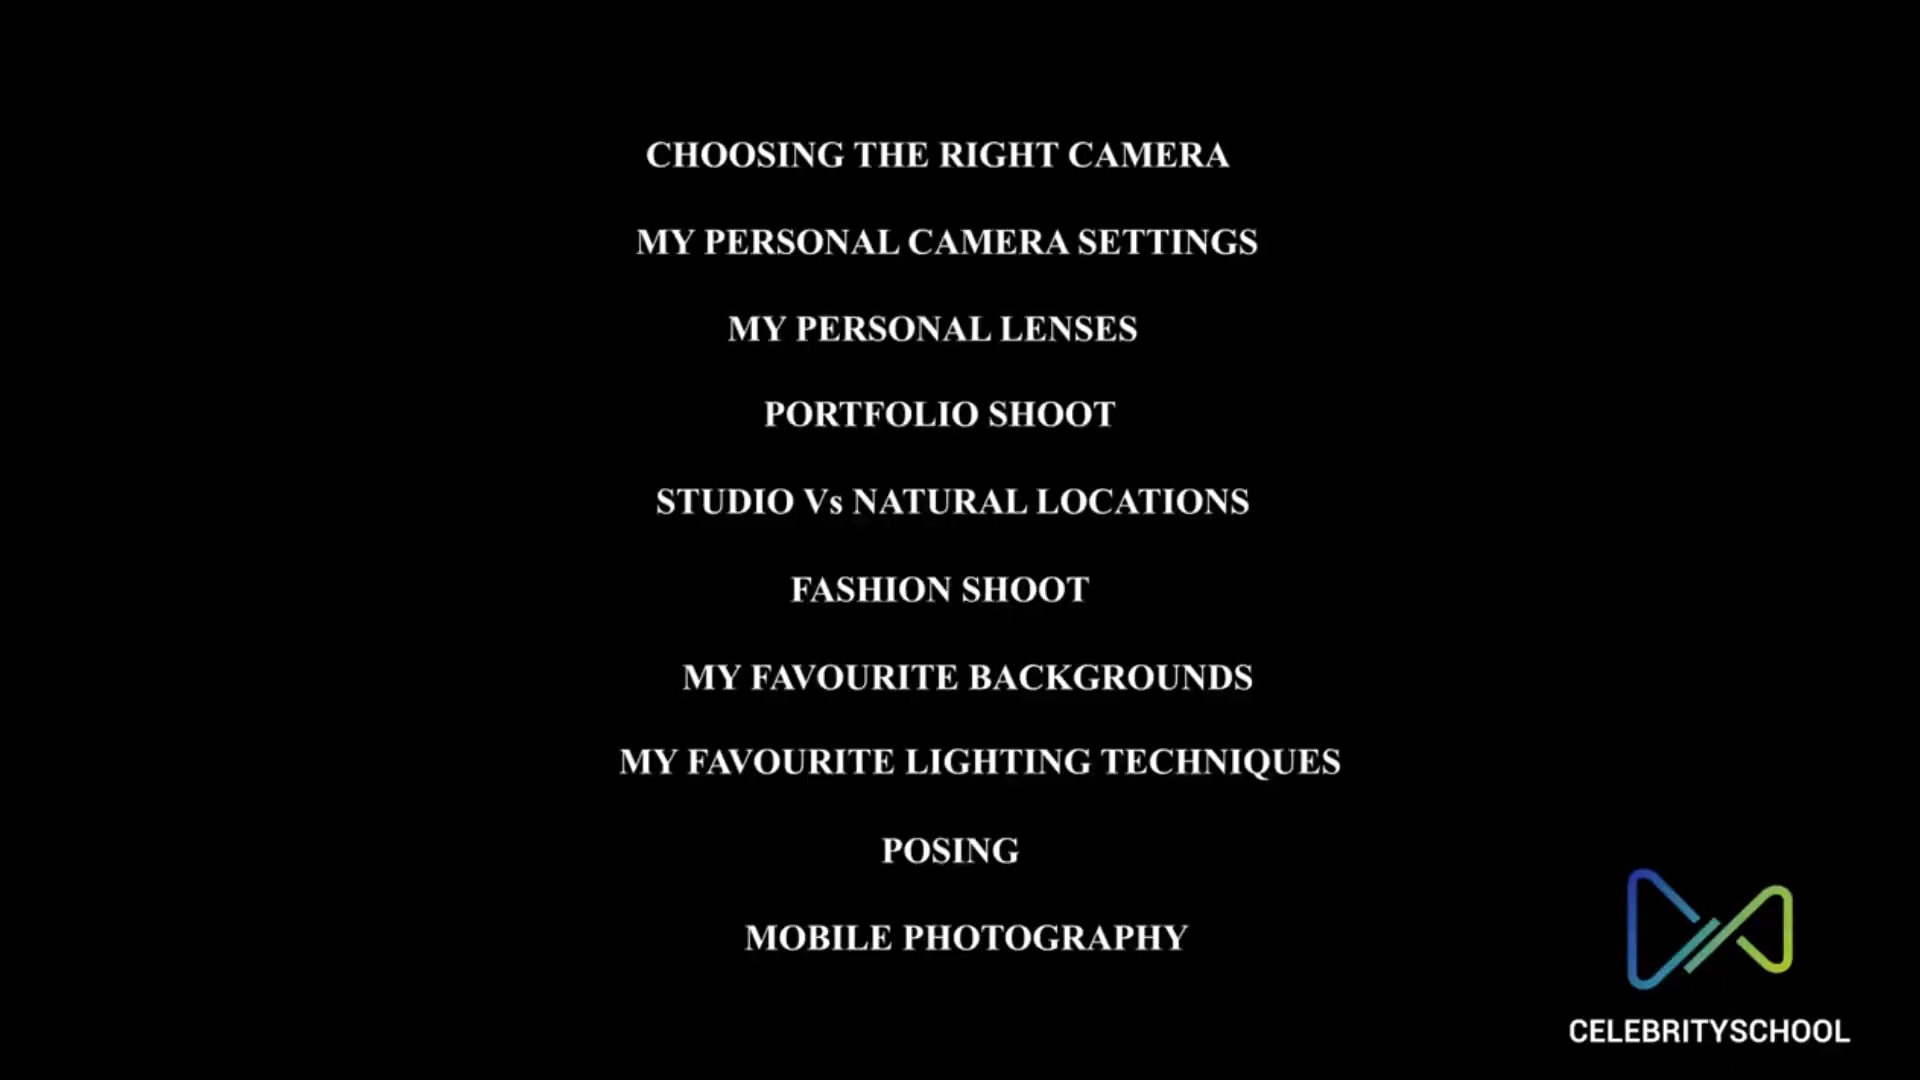 CHOOSING THE RIGHT CAMERA
MY PERSONAL CAMERA SETTINGS
MY PERSONAL LENSES
PORTFOLIO SHOOT
STUDIO Vs NATURAL LOCATIONS
FASHION SHOOT
MY FAVOURITE BACKGROUNDS
MY FAVOURITE LIGHTING TECHNIQUES
POSING
MOBILE PHOTOGRAPHY
CELEBRITYSCHOOL